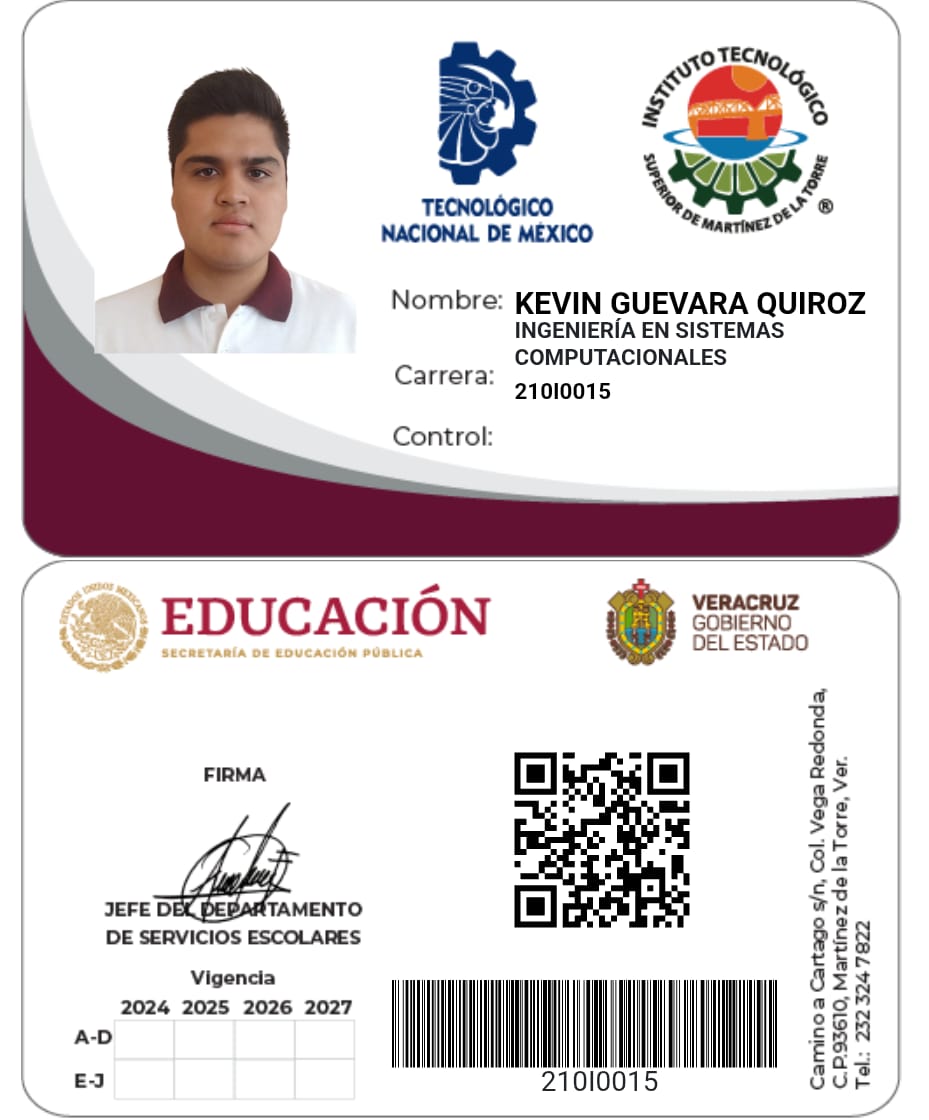 TECNOLÓGICO
NACIONAL DE MÉXICO
INSTITUTO TECNOLÓGICO
SUPERIOR DE MARTÍNEZ DE LA TORRE
®
Nombre: KEVIN GUEVARA QUIROZ
INGENIERÍA EN SISTEMAS
COMPUTACIONALES
Carrera:
210I0015
Control:
ESTADOS UNIDOS MEXICANOS
EDUCACIÓN
SECRETARÍA DE EDUCACIÓN PÚBLICA
VERACRUZ
GOBIERNO
DEL ESTADO
FIRMA
JEFE DEL DEPARTAMENTO
DE SERVICIOS ESCOLARES
Vigencia
2024 2025 2026 2027
A-D
E-J
210I0015
Camino a Cartago s/n, Col. Vega Redonda,
C.P.93610, Martínez de la Torre, Ver.
Tel.: 232 324 7822